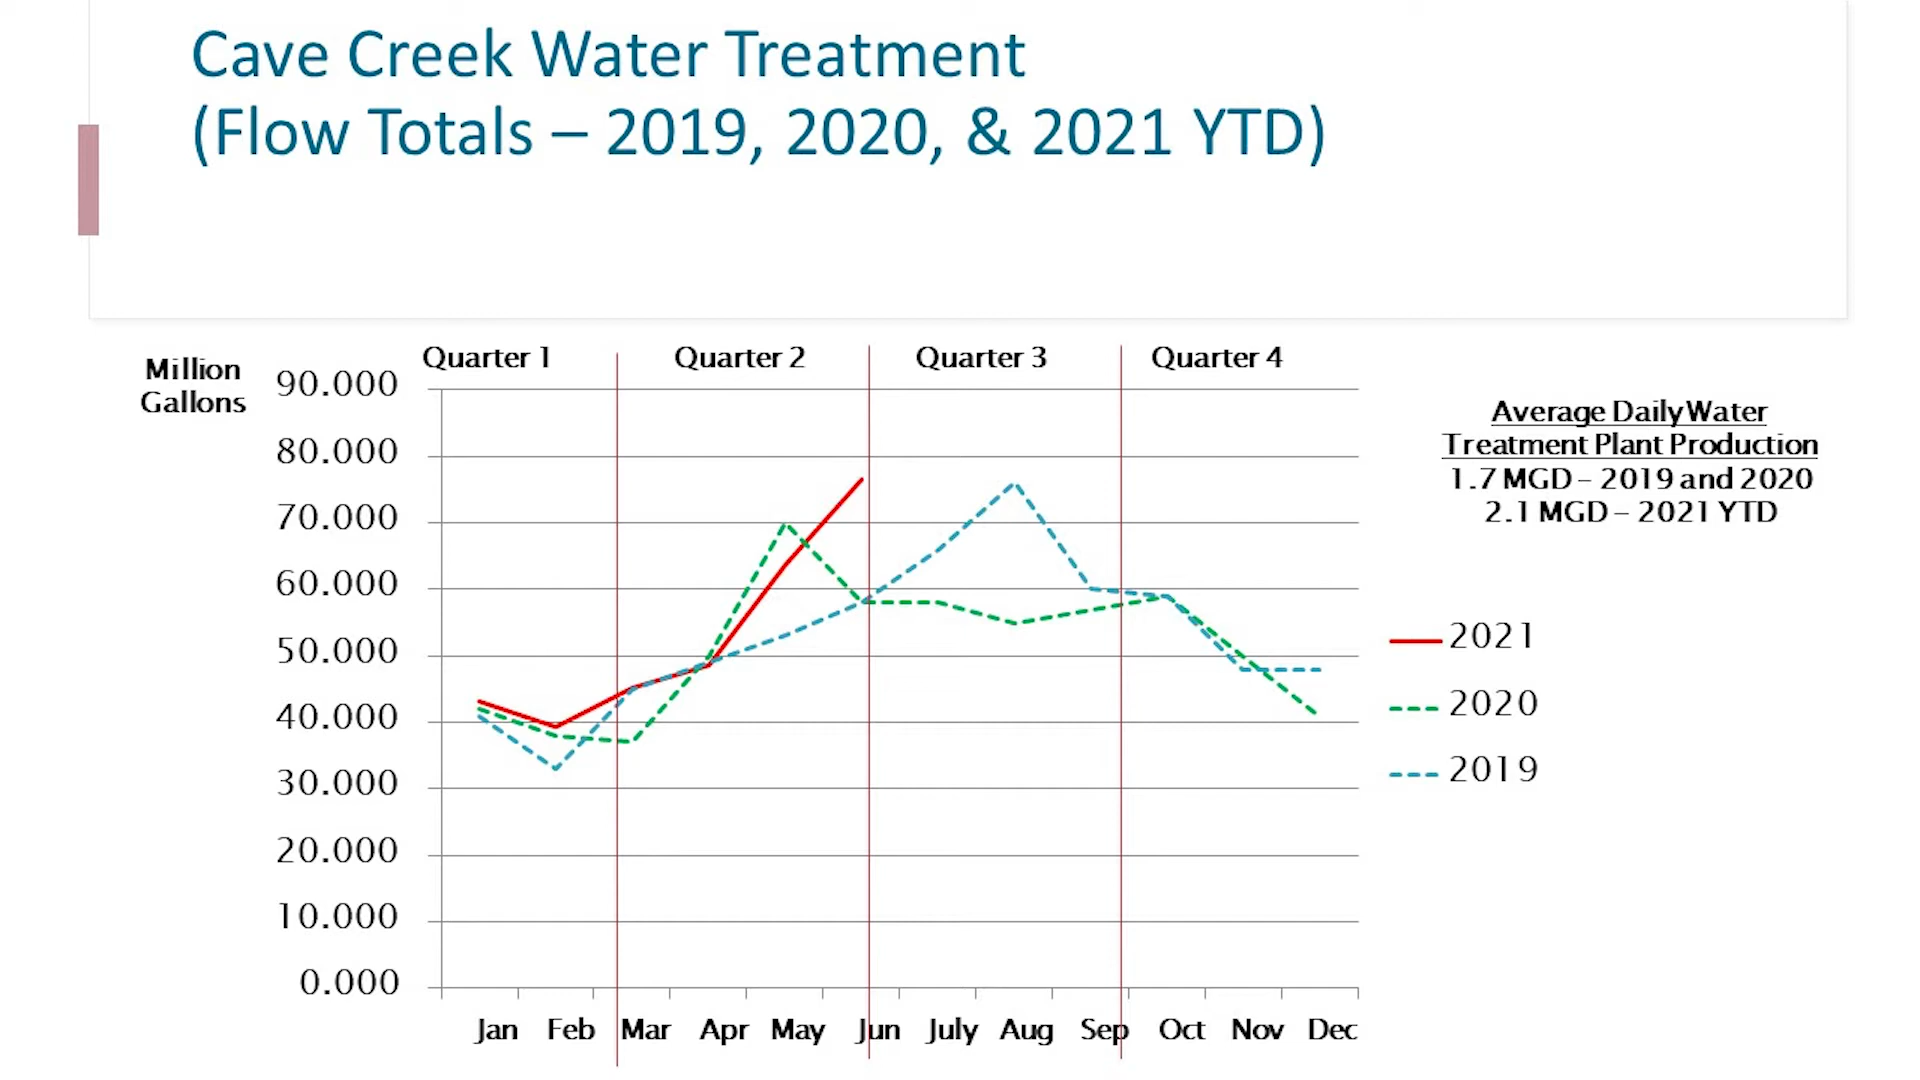 Cave Creek Water Treatment
(Flow Totals – 2019, 2020, & 2021 YTD)
Million
Gallons
Quarter 1
Quarter 2
Quarter 3
Quarter 4
90.000
80.000
70.000
60.000
50.000
40.000
30.000
20.000
10.000
0.000
Jan Feb Mar Apr May Jun July Aug Sep Oct Nov Dec
Average Daily Water
Treatment Plant Production
1.7 MGD – 2019 and 2020
2.1 MGD – 2021 YTD
2021
2020
2019